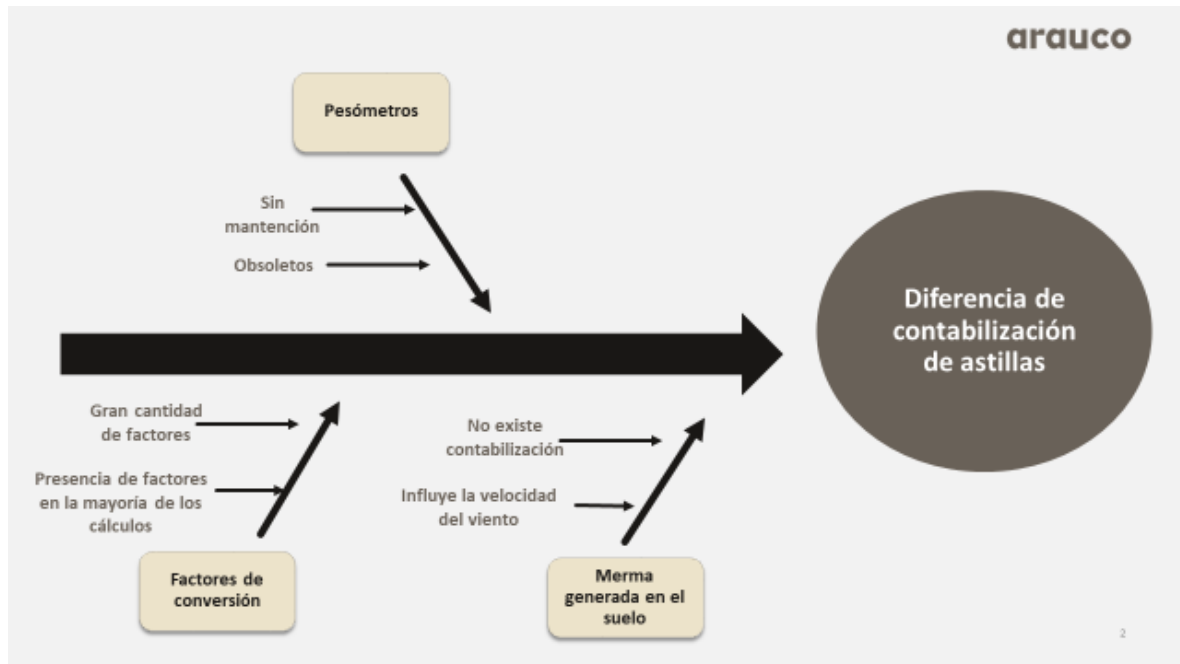 arauco
Pesómetros
Sin
mantención
Obsoletos
Diferencia de
contabilización
de astillas
Gran cantidad
de factores
Presencia de factores
en la mayoría de los
cálculos
No existe
contabilización
Influye la velocidad
del viento
Factores de
conversión
Merma
generada en el
suelo
2